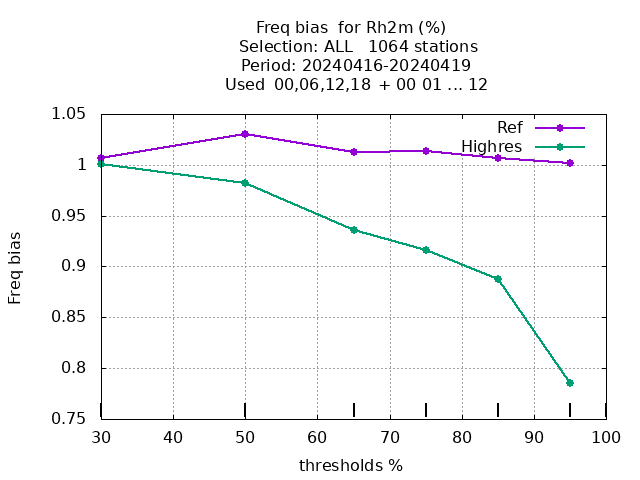 Freq bias  for Rh2m (%)
Selection: ALL   1064 stations
Period: 20240416-20240419
Used  00,06,12,18  + 00 01 ... 12
Ref
Highres
1.05
1
0.95
0.9
0.85
0.8
0.75
Freq bias
30 40 50 60 70 80 90 100
thresholds %